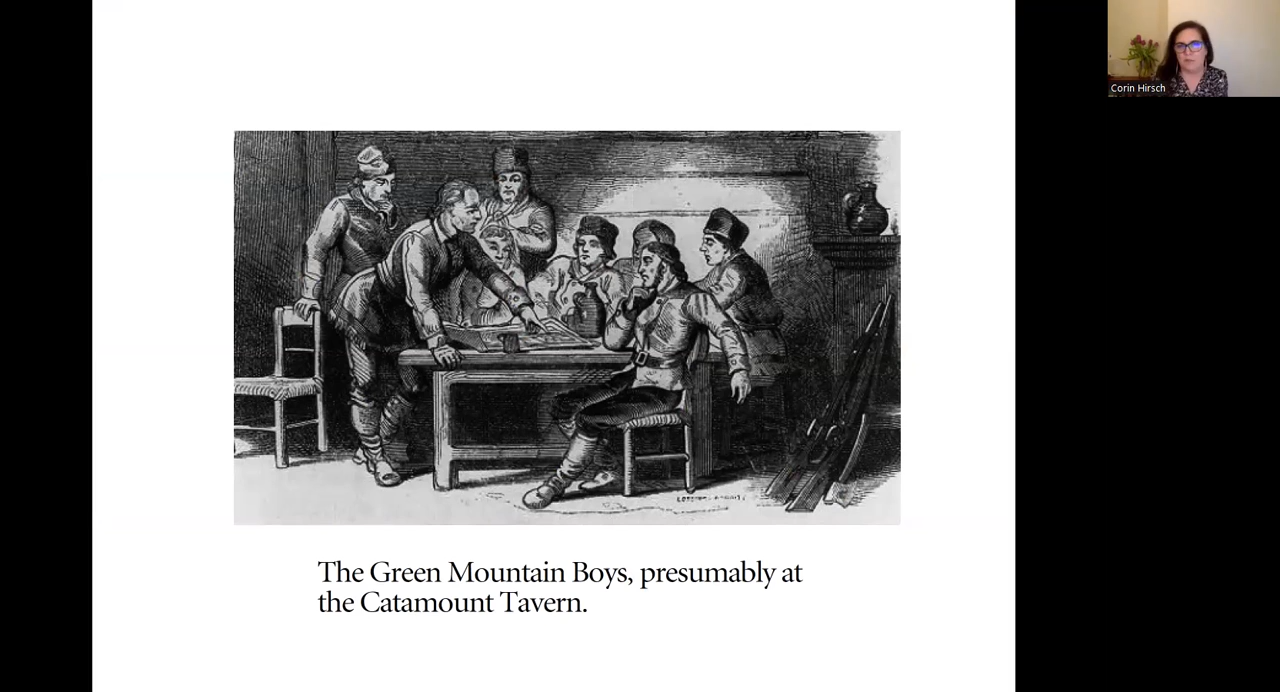 Corin Hirsch
The Green Mountain Boys, presumably at
the Catamount Tavern.